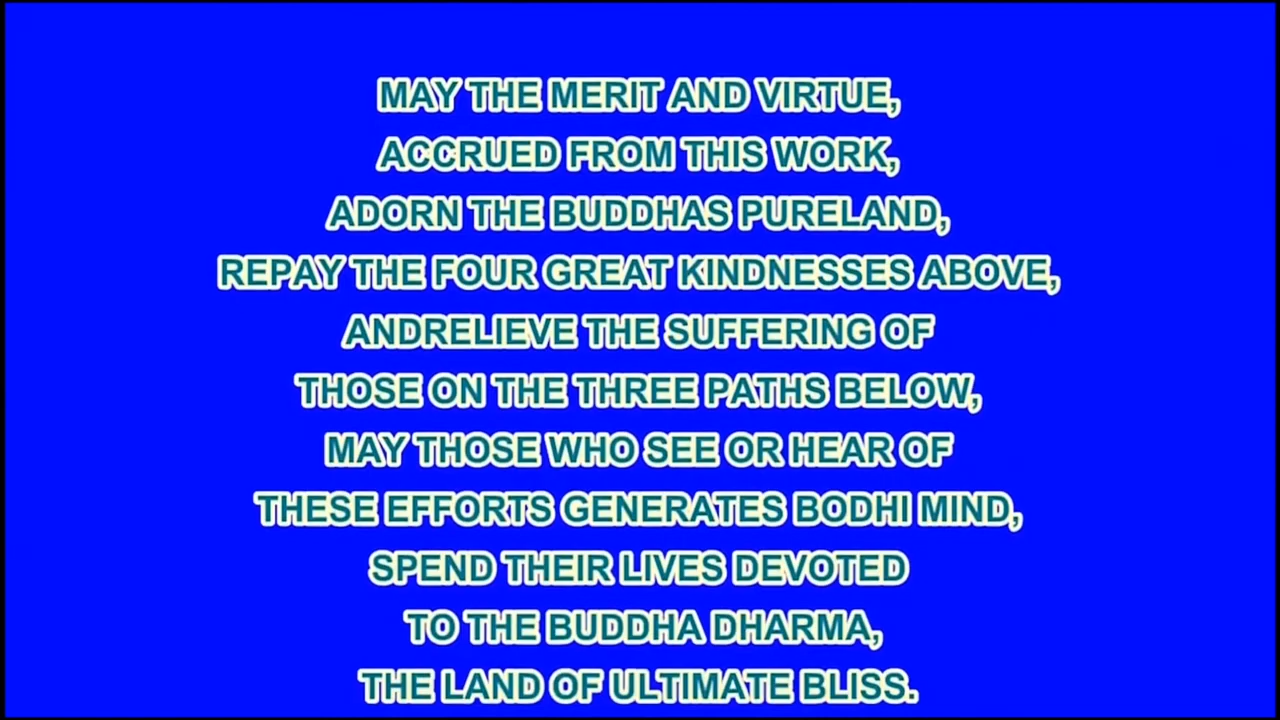 MAY THE MERIT AND VIRTUE,
ACCRUED FROM THIS WORK,
ADORN THE BUDDHAS PURELAND,
REPAY THE FOUR GREAT KINDNESSES ABOVE,
ANDRELIEVE THE SUFFERING OF
THOSE ON THE THREE PATHS BELOW,
MAY THOSE WHO SEE OR HEAR OF
THESE EFFORTS GENERATES BODHI MIND,
SPEND THEIR LIVES DEVOTED
TO THE BUDDHA DHARMA,
THE LAND OF ULTIMATE BLISS.